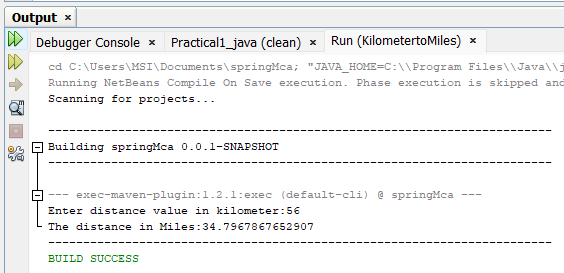 Output ×
Debugger Console × Practical1_java (clean) × Run (KilometertoMiles) ×
cd C:\Users\MSI\Documents\springMca; "JAVA_HOME=C:\\Program Files\\Java\\j
Running NetBeans Compile On Save execution. Phase execution is skipped and
Scanning for projects...
------------------------------------------------------------------------
Building springMca 0.0.1-SNAPSHOT
------------------------------------------------------------------------
--- exec-maven-plugin:1.2.1:exec (default-cli) @ springMca ---
Enter distance value in kilometer:56
The distance in Miles:34.7967867652907
------------------------------------------------------------------------
BUILD SUCCESS